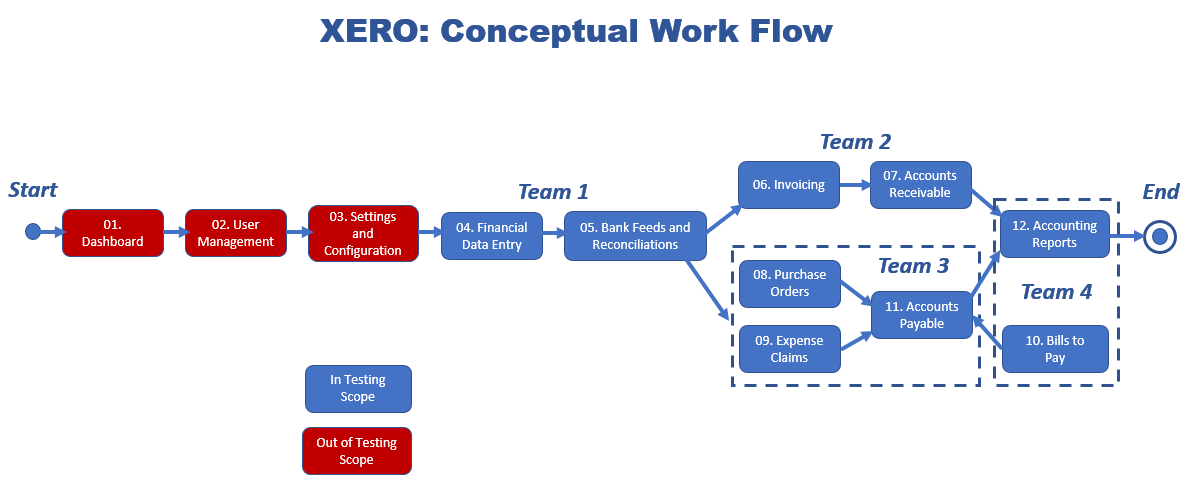 XERO: Conceptual Work Flow
Start
01.
Dashboard
02. User
Management
03. Settings
and
Configuration
Team 1
04. Financial
Data Entry
05. Bank Feeds and
Reconciliations
Team 2
06. Invoicing
07. Accounts
Receivable
Team 3
08. Purchase
Orders
09. Expense
Claims
11. Accounts
Payable
12. Accounting
Reports
Team 4
10. Bills to
Pay
End
In Testing
Scope
Out of Testing
Scope